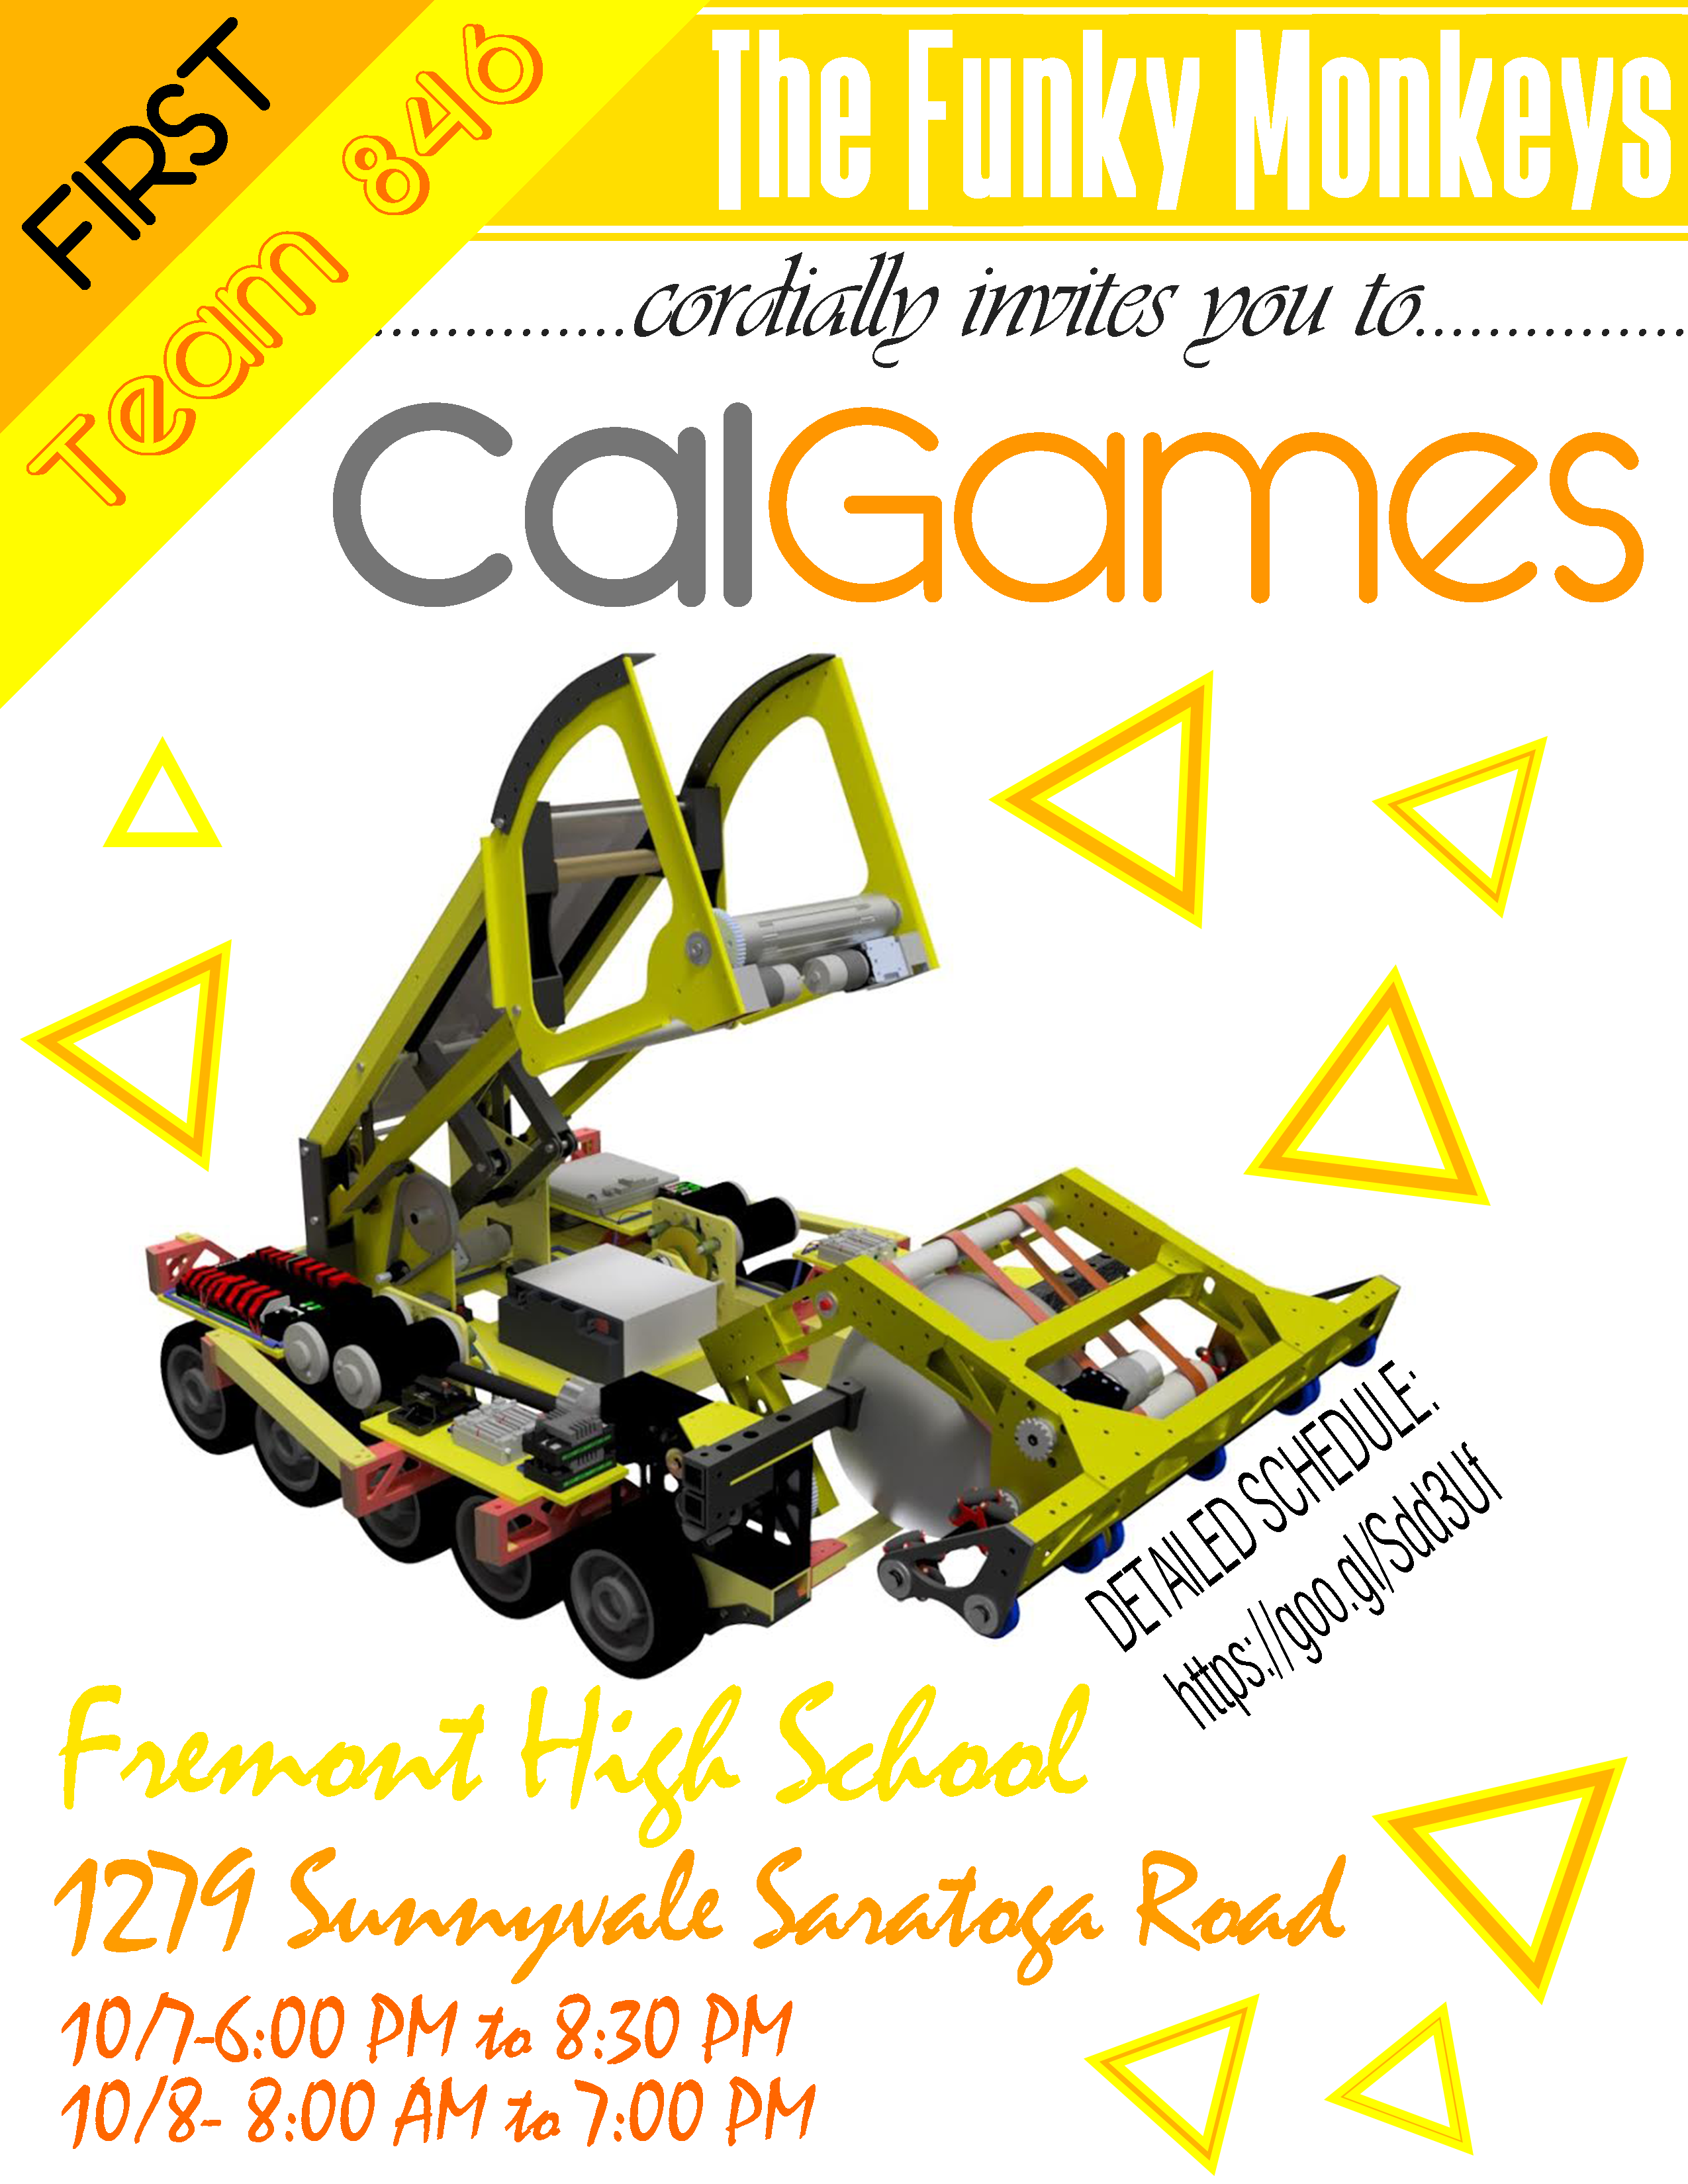 FIRST
Team 846
The Funky Monkeys
..............cordially invites you to...............
CalGames
DETAILED SCHEDULE:
https://goo.gl/Sdd3Uf
Fremont High School
1279 Sunnyvale Saratoga Road
10/7-6:00 PM to 8:30 PM
10/8- 8:00 AM to 7:00 PM